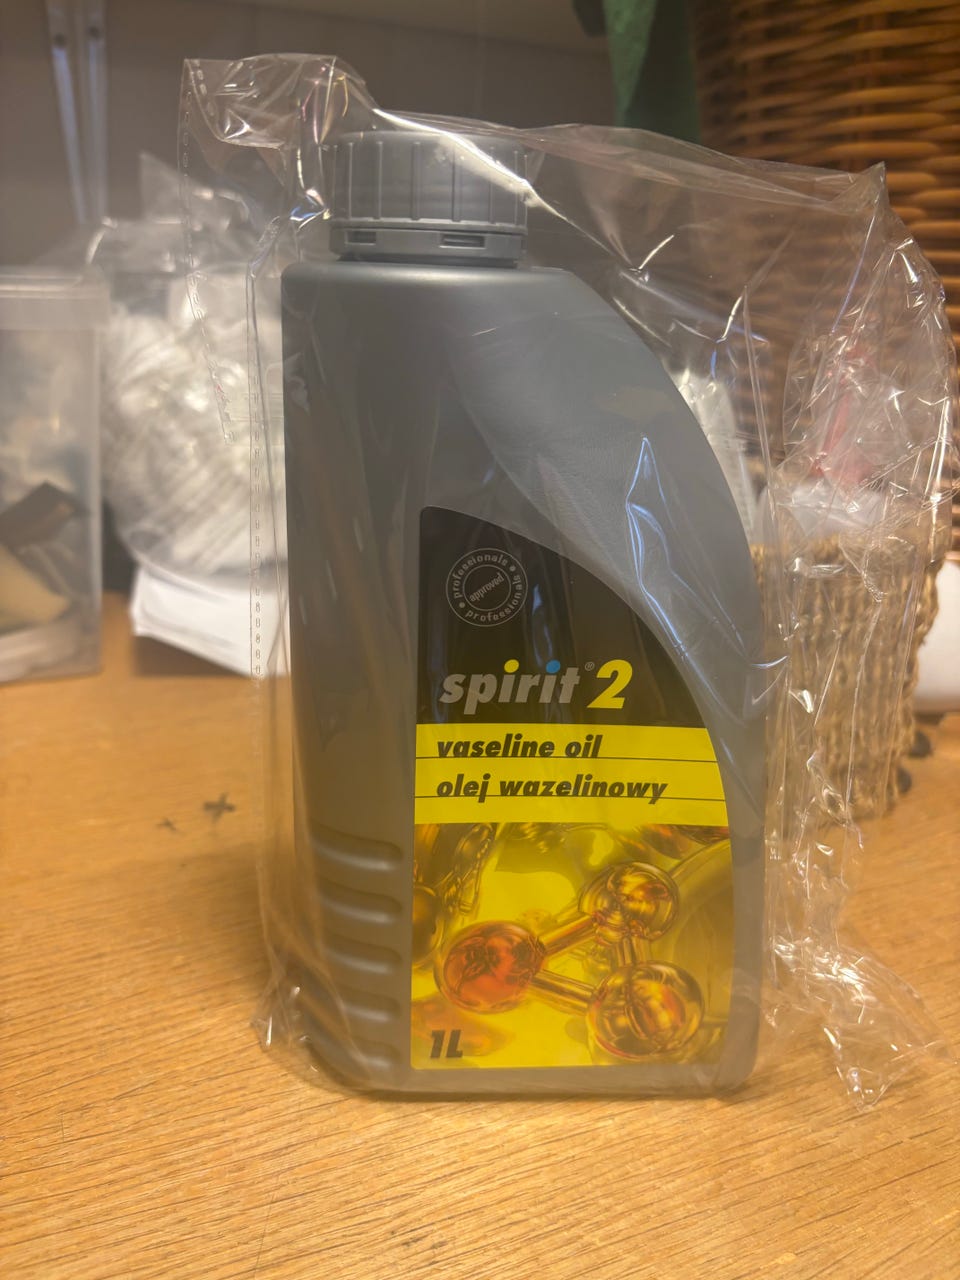 professionals • professionals •
approved
spirit® 2
vaseline oil
olej wazelinowy
1L